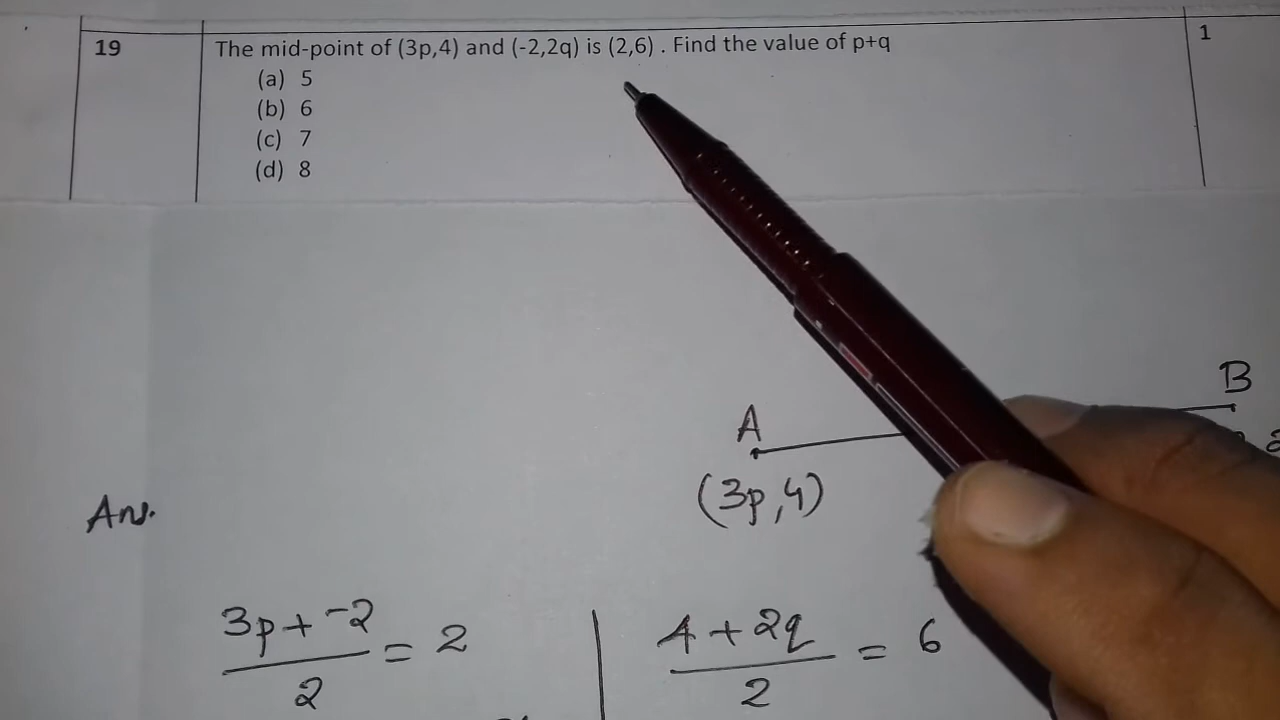 19 The mid-point of (3p,4) and (-2,2q) is (2,6) . Find the value of p+q 1
(a) 5
(b) 6
(c) 7
(d) 8
B
A
(3p,4)
Ans.
3p + -2 / 2 = 2 | 4 + 2q / 2 = 6